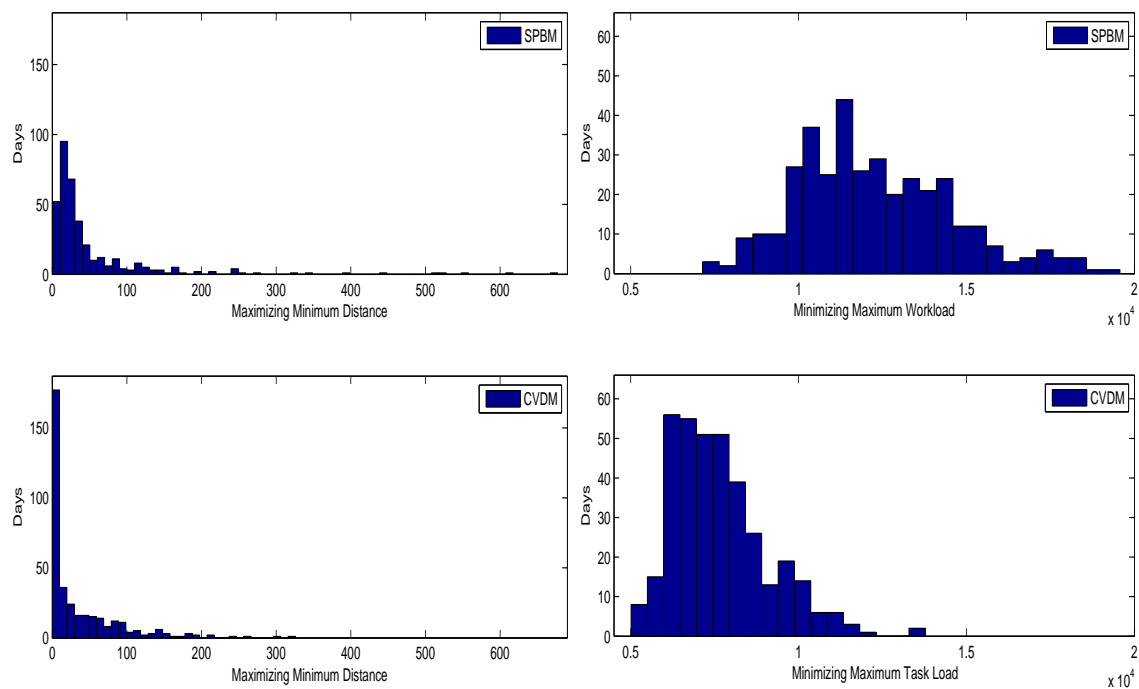 SPBM
150
100
50
0
Days
0 100 200 300 400 500 600
Maximizing Minimum Distance
SPBM
60
50
40
30
20
10
0
Days
0.5 1 1.5 2
Minimizing Maximum Workload
x 10^4
CVDM
150
100
50
0
Days
0 100 200 300 400 500 600
Maximizing Minimum Distance
CVDM
60
50
40
30
20
10
0
Days
0.5 1 1.5 2
Minimizing Maximum Task Load
x 10^4